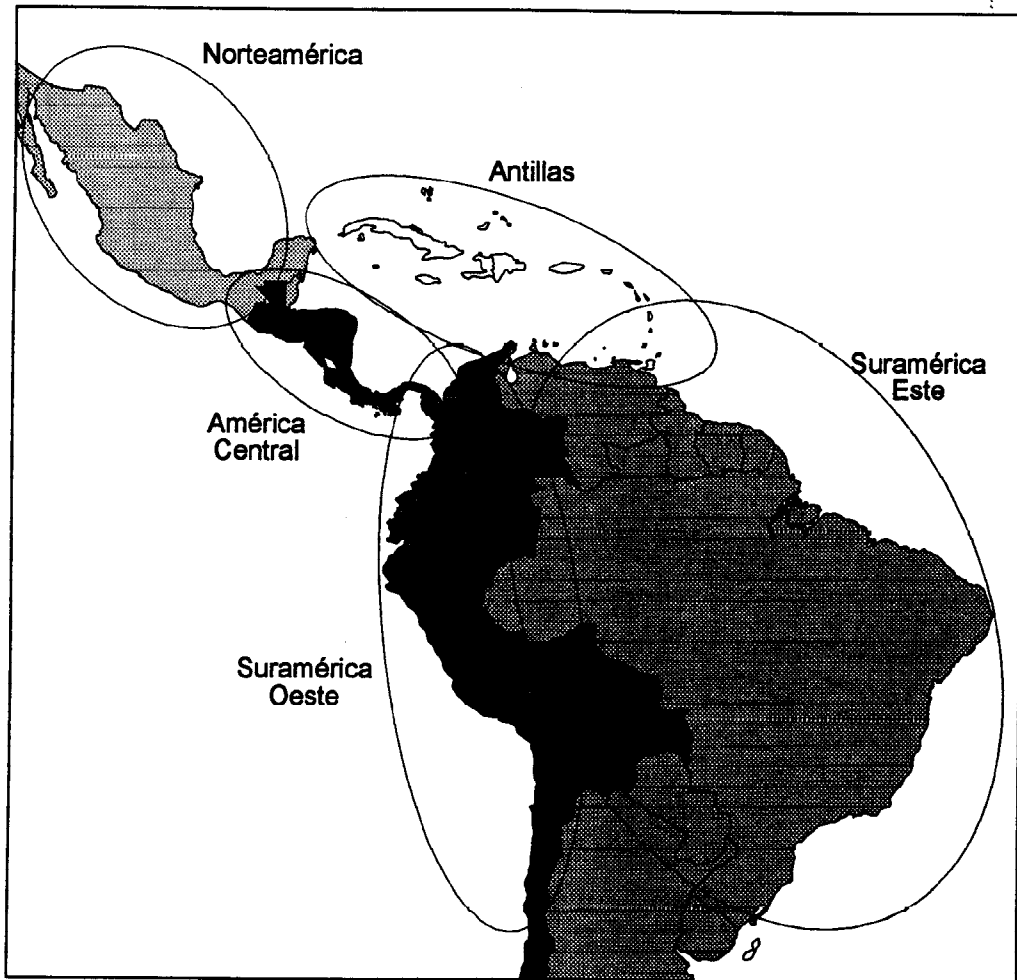 Norteamérica
Antillas
Suramérica
Este
América
Central
Suramérica
Oeste